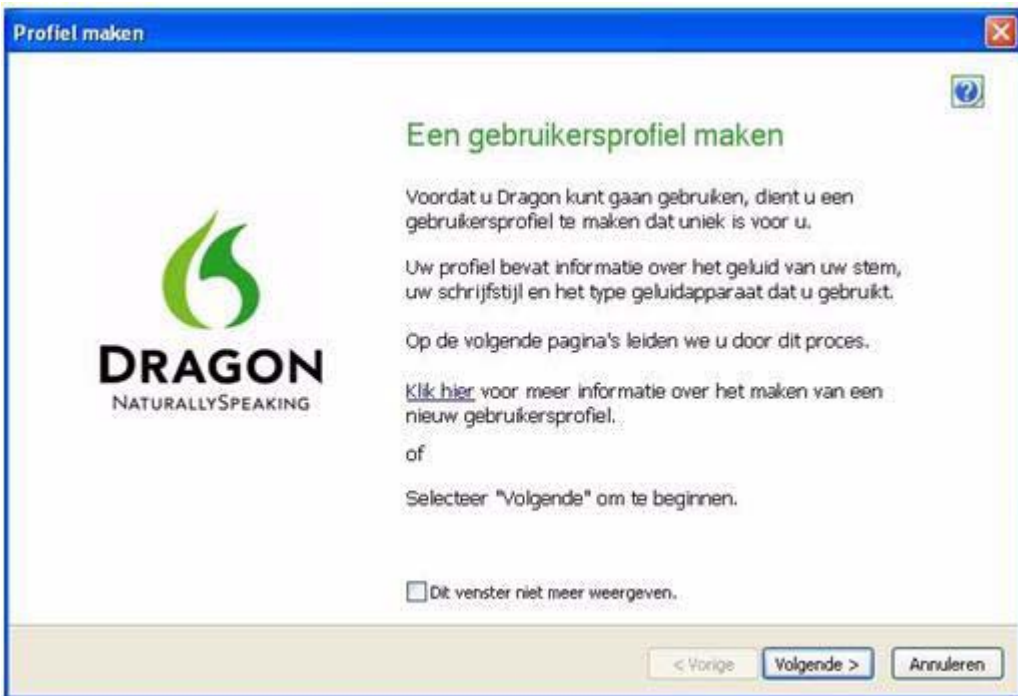 Profiel maken
Een gebruikersprofiel maken
Voordat u Dragon kunt gaan gebruiken, dient u een
gebruikersprofiel te maken dat uniek is voor u.
Uw profiel bevat informatie over het geluid van uw stem,
uw schrijfstijl en het type geluidapparaat dat u gebruikt.
Op de volgende pagina's leiden we u door dit proces.
Klik hier voor meer informatie over het maken van een
nieuw gebruikersprofiel.
of
Selecteer "Volgende" om te beginnen.
DRAGON
NATURALLYSPEAKING
Dit venster niet meer weergeven.
< Vorige
Volgende >
Annuleren